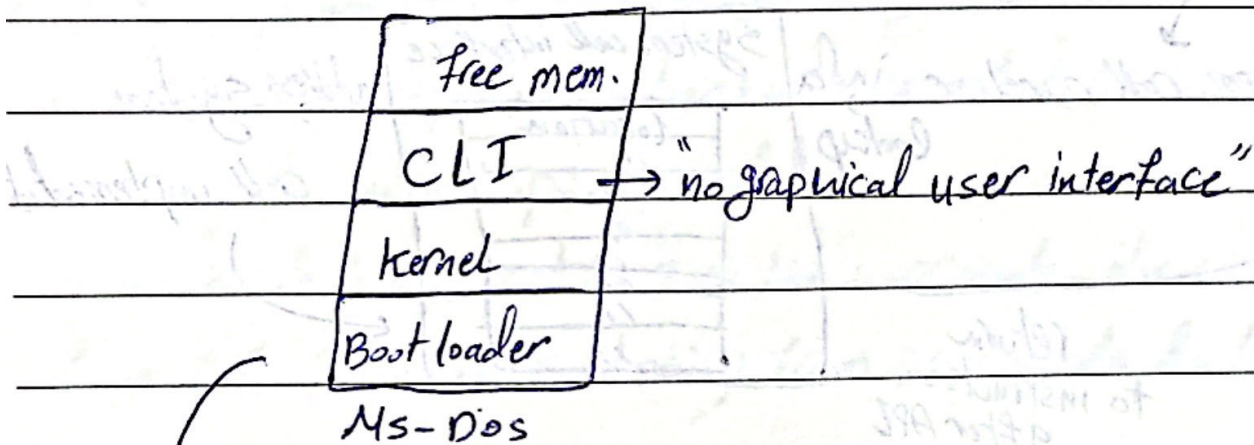 free mem.
CLI → "no graphical user interface"
Kernel
Boot loader
Ms-Dos